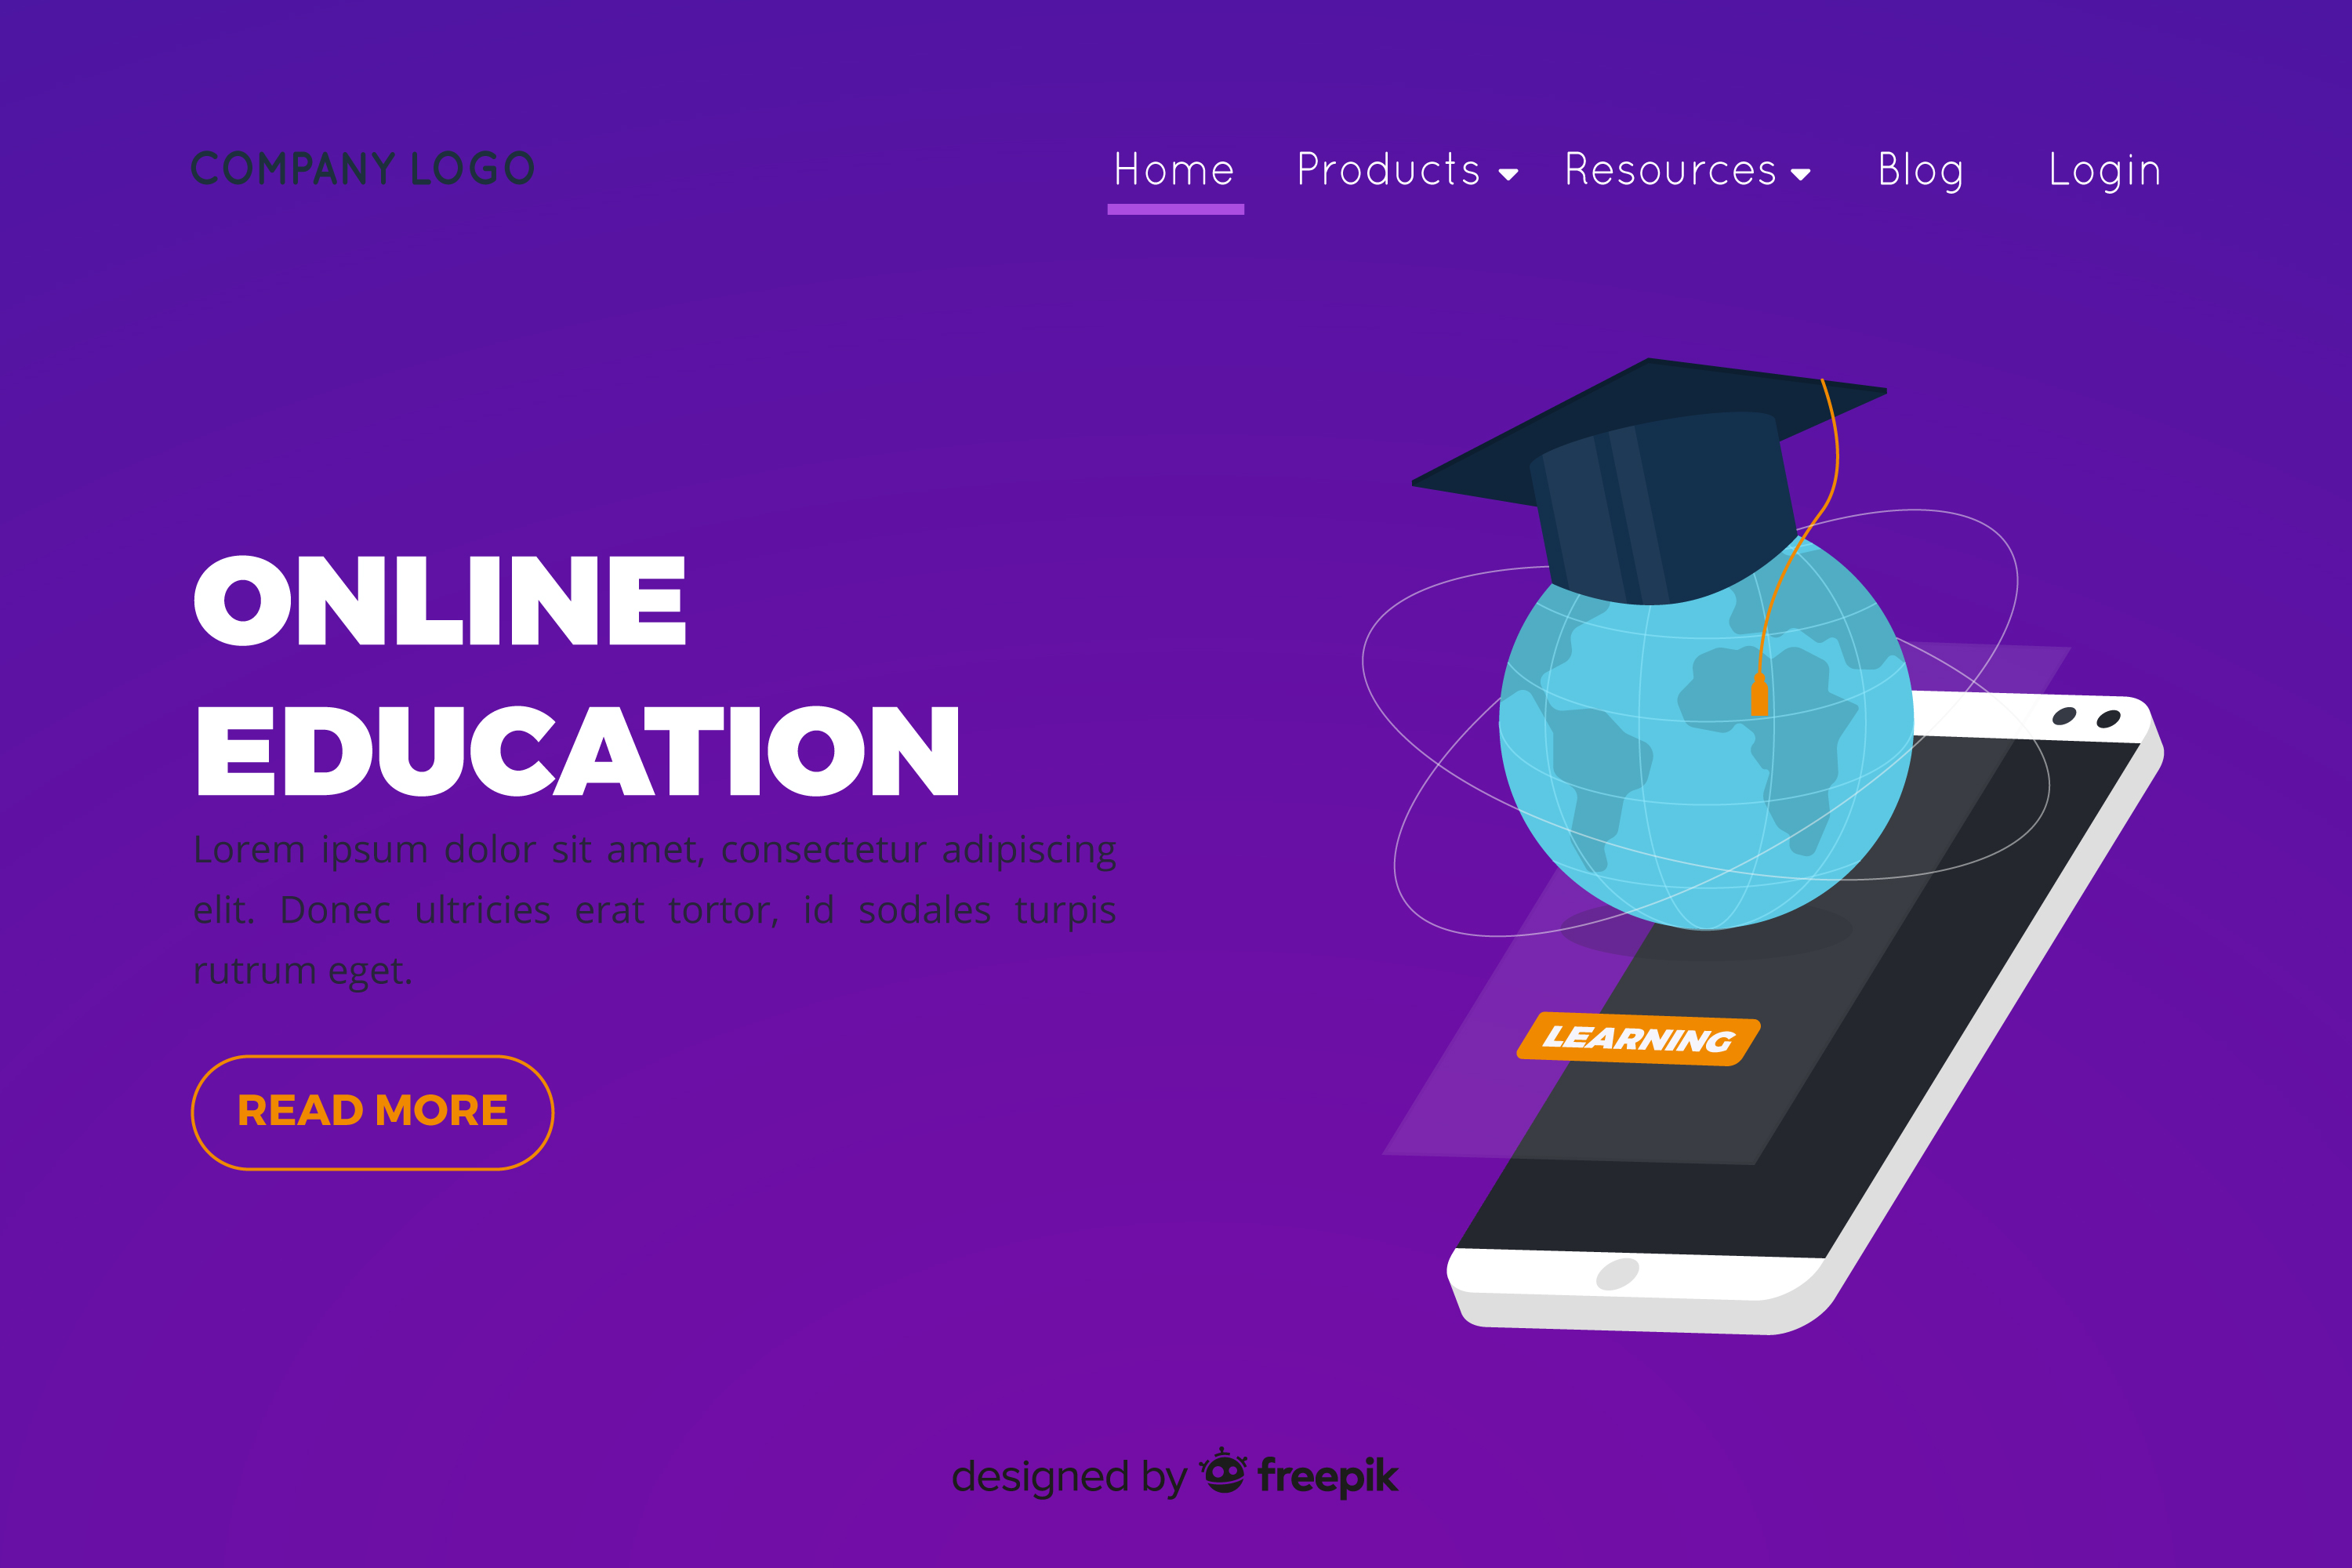 COMPANY LOGO
Home Products Resources Blog Login
ONLINE
EDUCATION
Lorem ipsum dolor sit amet, consectetur adipiscing
elit. Donec ultricies erat tortor, id sodales turpis
rutrum eget.
READ MORE
LEARNING
designed by freepik